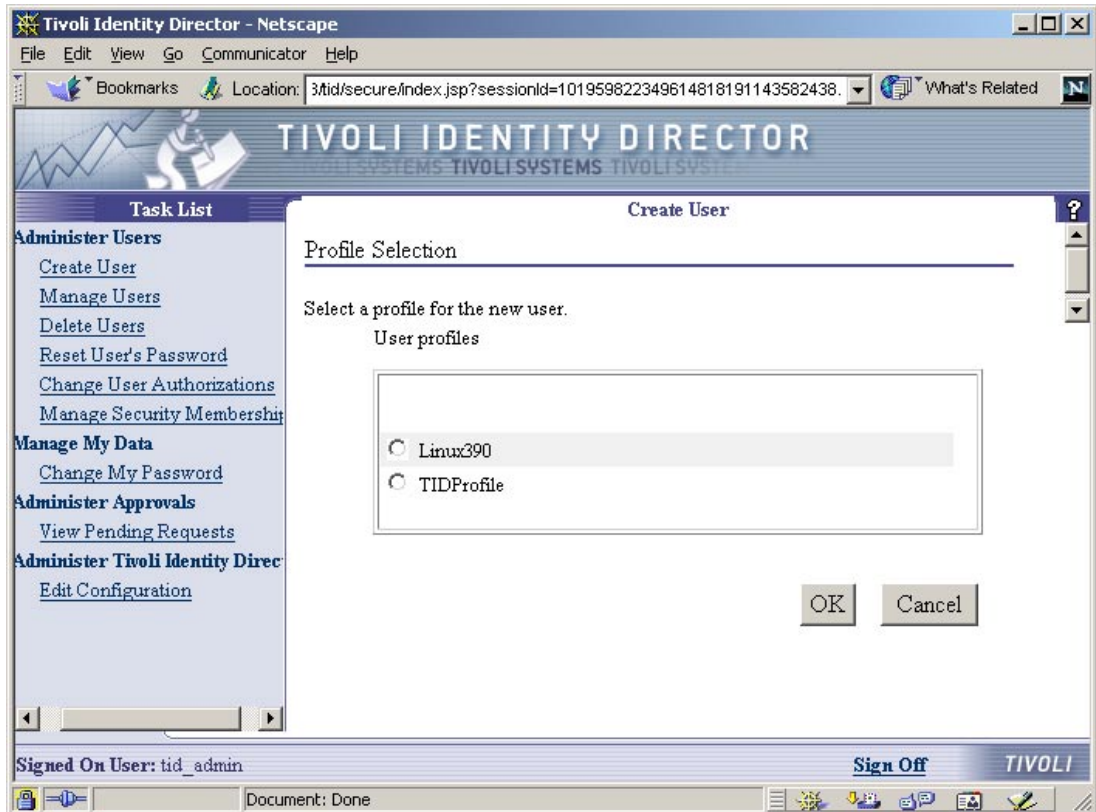 Tivoli Identity Director - Netscape
File Edit View Go Communicator Help
Bookmarks Location: 3/tid/secure/index.jsp?sessionId=1019598223496148181911435824​38. What's Related N
TIVOLI IDENTITY DIRECTOR
TIVOLI SYSTEMS TIVOLI SYSTEMS TIVOLI SYSTE
Task List
Create User
?
Administer Users
Create User
Manage Users
Delete Users
Reset User's Password
Change User Authorizations
Manage Security Membership
Manage My Data
Change My Password
Administer Approvals
View Pending Requests
Administer Tivoli Identity Direc
Edit Configuration
Profile Selection
Select a profile for the new user.
User profiles
Linux390
TIDProfile
OK Cancel
Signed On User: tid_admin Sign Off TIVOLI
Document: Done